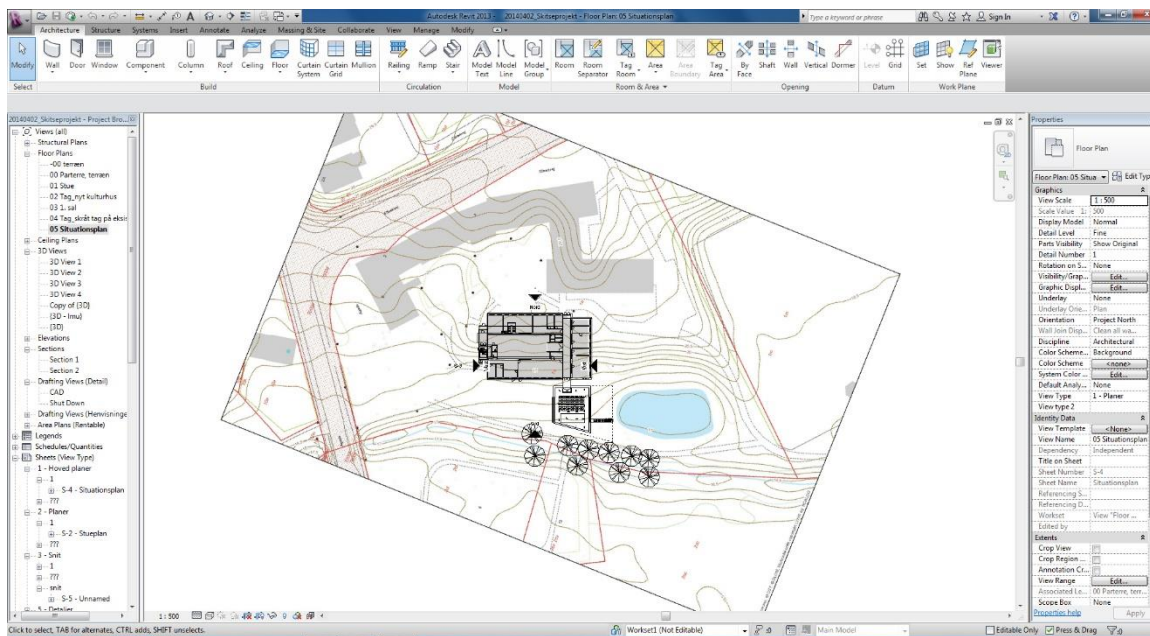 Autodesk Revit 2013 - 20140402_Skitseprojekt - Floor Plan: 05 Situationsplan
Type a keyword or phrase
Sign In
Architecture Structure Systems Insert Annotate Analyze Massing & Site Collaborate View Manage Modify
Modify Wall Door Window Component Column Roof Ceiling Floor Curtain System Curtain Grid Mullion Railing Ramp Stair Model Text Model Line Model Group Room Room Separator Tag Room Area Area Boundary Tag Area By Face Shaft Wall Vertical Dormer Level Grid Set Show Ref Plane Viewer
Select Build Circulation Model Room & Area Opening Datum Work Plane
20140402_Skitseprojekt - Project Bro...
Views (all)
Structural Plans
Floor Plans
-00 terræn
00 Parterre, terræn
01 Stue
02 Tag_nyt kulturhus
03 1. sal
04 Tag_skråt tag på eksis
05 Situationsplan
Ceiling Plans
3D Views
3D View 1
3D View 2
3D View 3
3D View 4
Copy of {3D}
{3D - lmu}
{3D}
Elevations
Sections
Section 1
Section 2
Drafting Views (Detail)
CAD
Shut Down
Drafting Views (Henvisninge
Area Plans (Rentable)
Legends
Schedules/Quantities
Sheets (View Type)
1 - Hoved planer
1
S-4 - Situationsplan
???
2 - Planer
1
S-2 - Stueplan
???
3 - Snit
1
???
snit
S-5 - Unnamed
5 - Detaljer
Nord
Properties
Floor Plan
Floor Plan: 05 Situa Edit Typ
Graphics
View Scale 1 : 500
Scale Value 1: 500
Display Model Normal
Detail Level Fine
Parts Visibility Show Original
Detail Number 1
Rotation on S... None
Visibility/Grap... Edit...
Graphic Displ... Edit...
Underlay None
Underlay Orie... Plan
Orientation Project North
Wall Join Disp... Clean all wa...
Discipline Architectural
Color Scheme... Background
Color Scheme <none>
System Color ... Edit...
Default Analy... None
View Type 1 - Planer
View type 2
Identity Data
View Template <None>
View Name 05 Situationsplan
Dependency Independent
Title on Sheet
Sheet Number S-4
Sheet Name Situationsplan
Referencing S...
Referencing D...
Workset View "Floor ...
Edited by
Extents
Crop View
Crop Region ...
Annotation Cr...
View Range Edit...
Associated Le... 00 Parterre, terr...
Scope Box None
Properties help Apply
1 : 500
Click to select, TAB for alternates, CTRL adds, SHIFT unselects.
Workset1 (Not Editable) :0 Main Model Editable Only Press & Drag :0